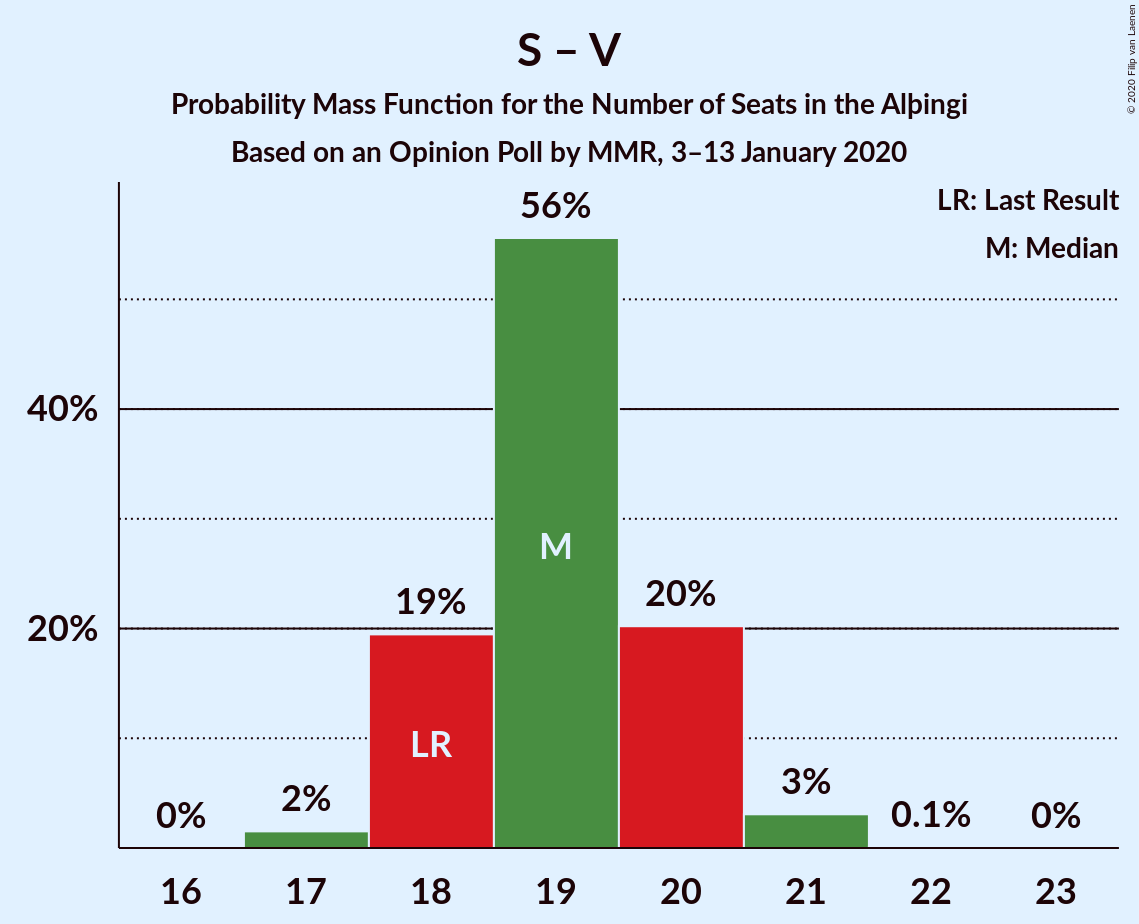 S – V
Probability Mass Function for the Number of Seats in the Alþingi
Based on an Opinion Poll by MMR, 3–13 January 2020
© 2020 Filip van Laenen
LR: Last Result
M: Median
56%
40%
M
19%
20%
20%
LR
0%
2%
3%
0.1%
0%
16 17 18 19 20 21 22 23